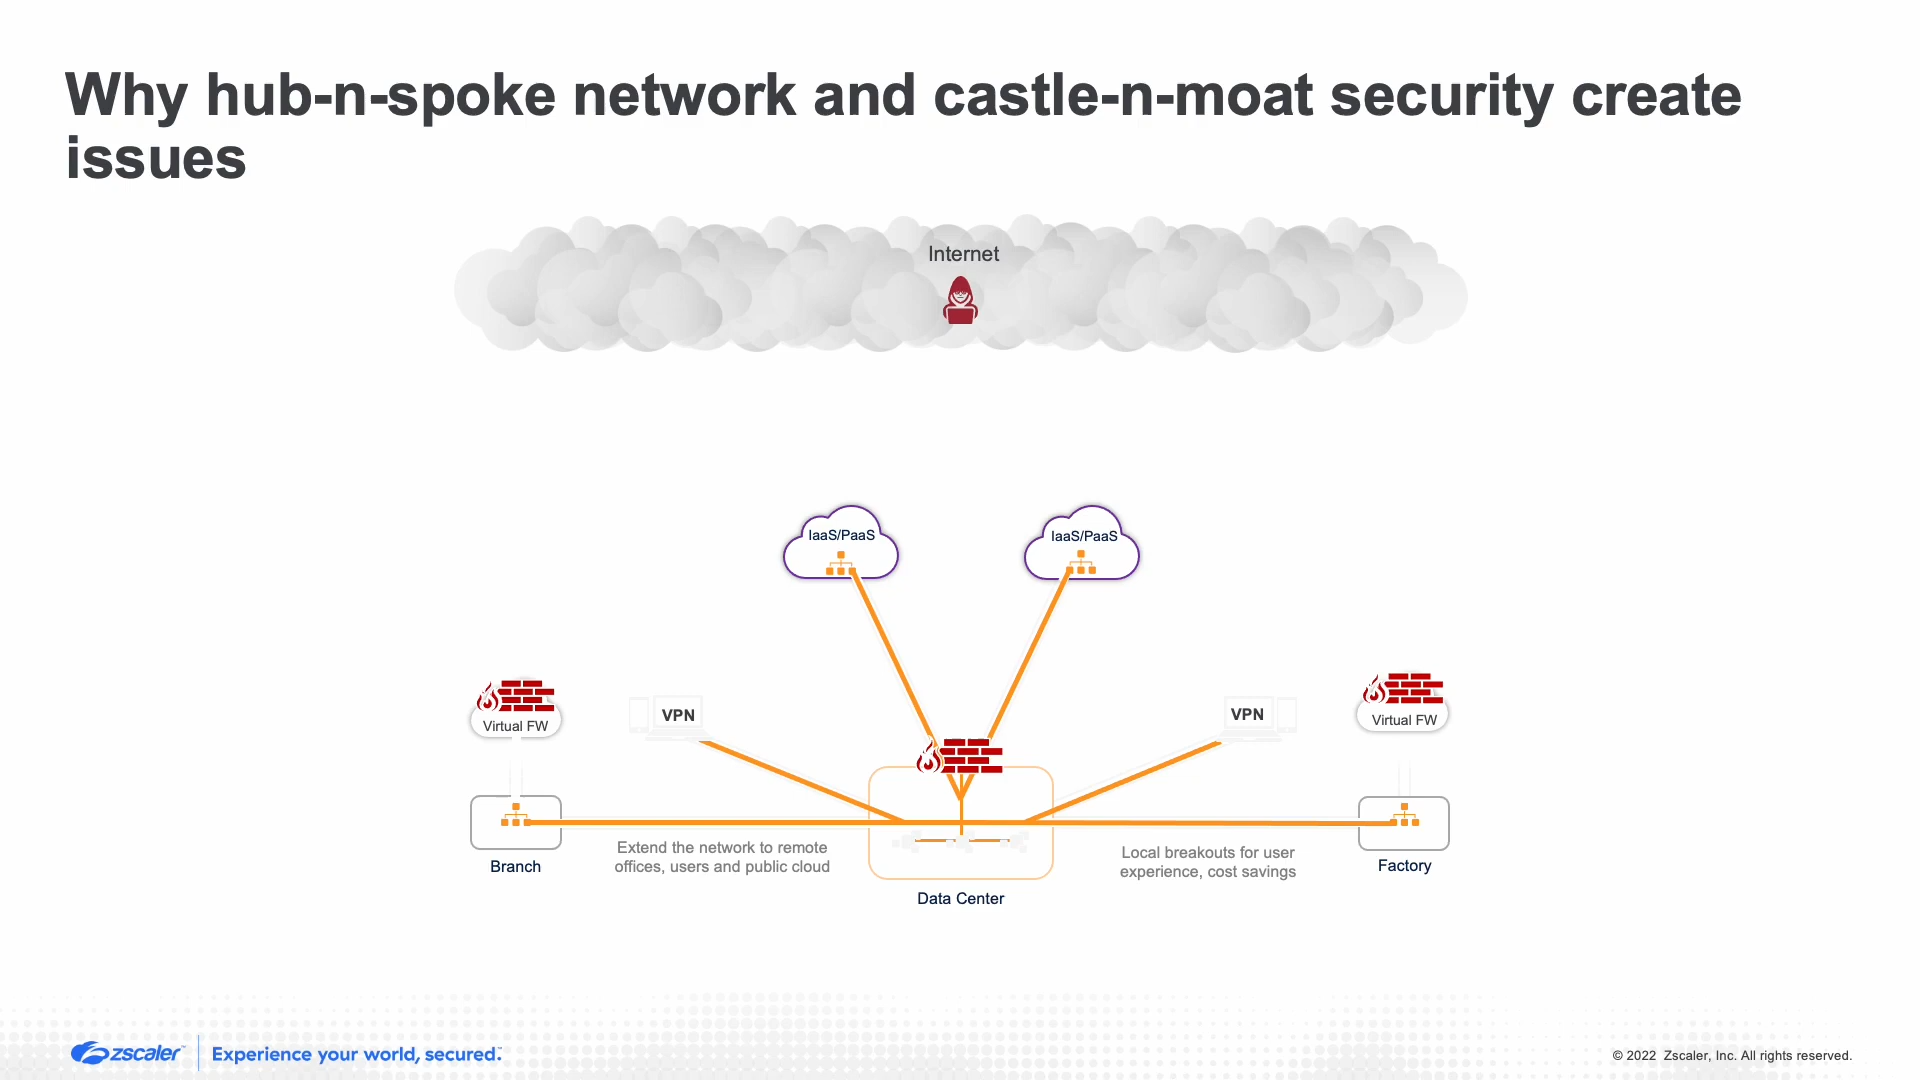 Why hub-n-spoke network and castle-n-moat security create
issues
Internet
IaaS/PaaS
IaaS/PaaS
Virtual FW
VPN
VPN
Virtual FW
Branch
Extend the network to remote
offices, users and public cloud
Data Center
Local breakouts for user
experience, cost savings
Factory
zscaler™
Experience your world, secured.™
© 2022 Zscaler, Inc. All rights reserved.